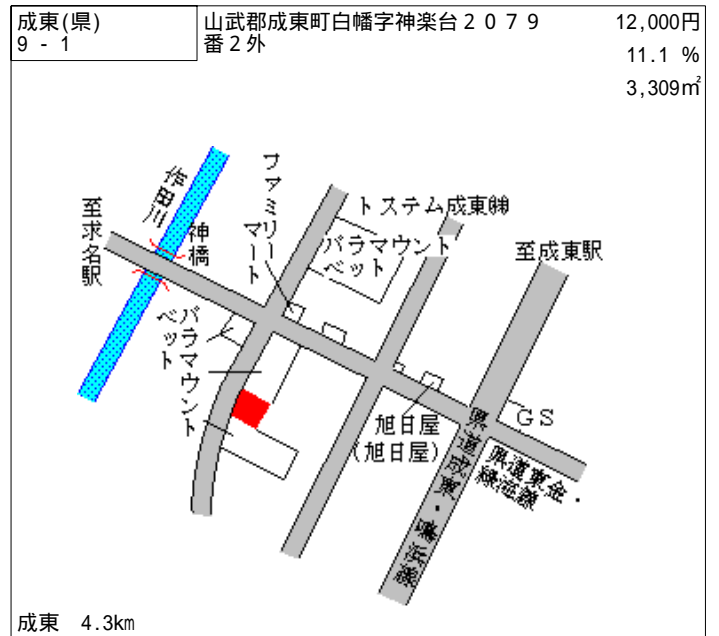 成東(県)
9 - 1
山武郡成東町白幡字神楽台２０７９
番２外
12,000円
11.1 %
3,309㎡
作田川
神橋
至求名駅
ファミリーマート
トステム成東㈱
パラマウント
ベット
至成東駅
パラマウント
ベット
旭日屋
(旭日屋)
GS
県道成東・鳴浜線
県道東金・
緑海線
成東 4.3km